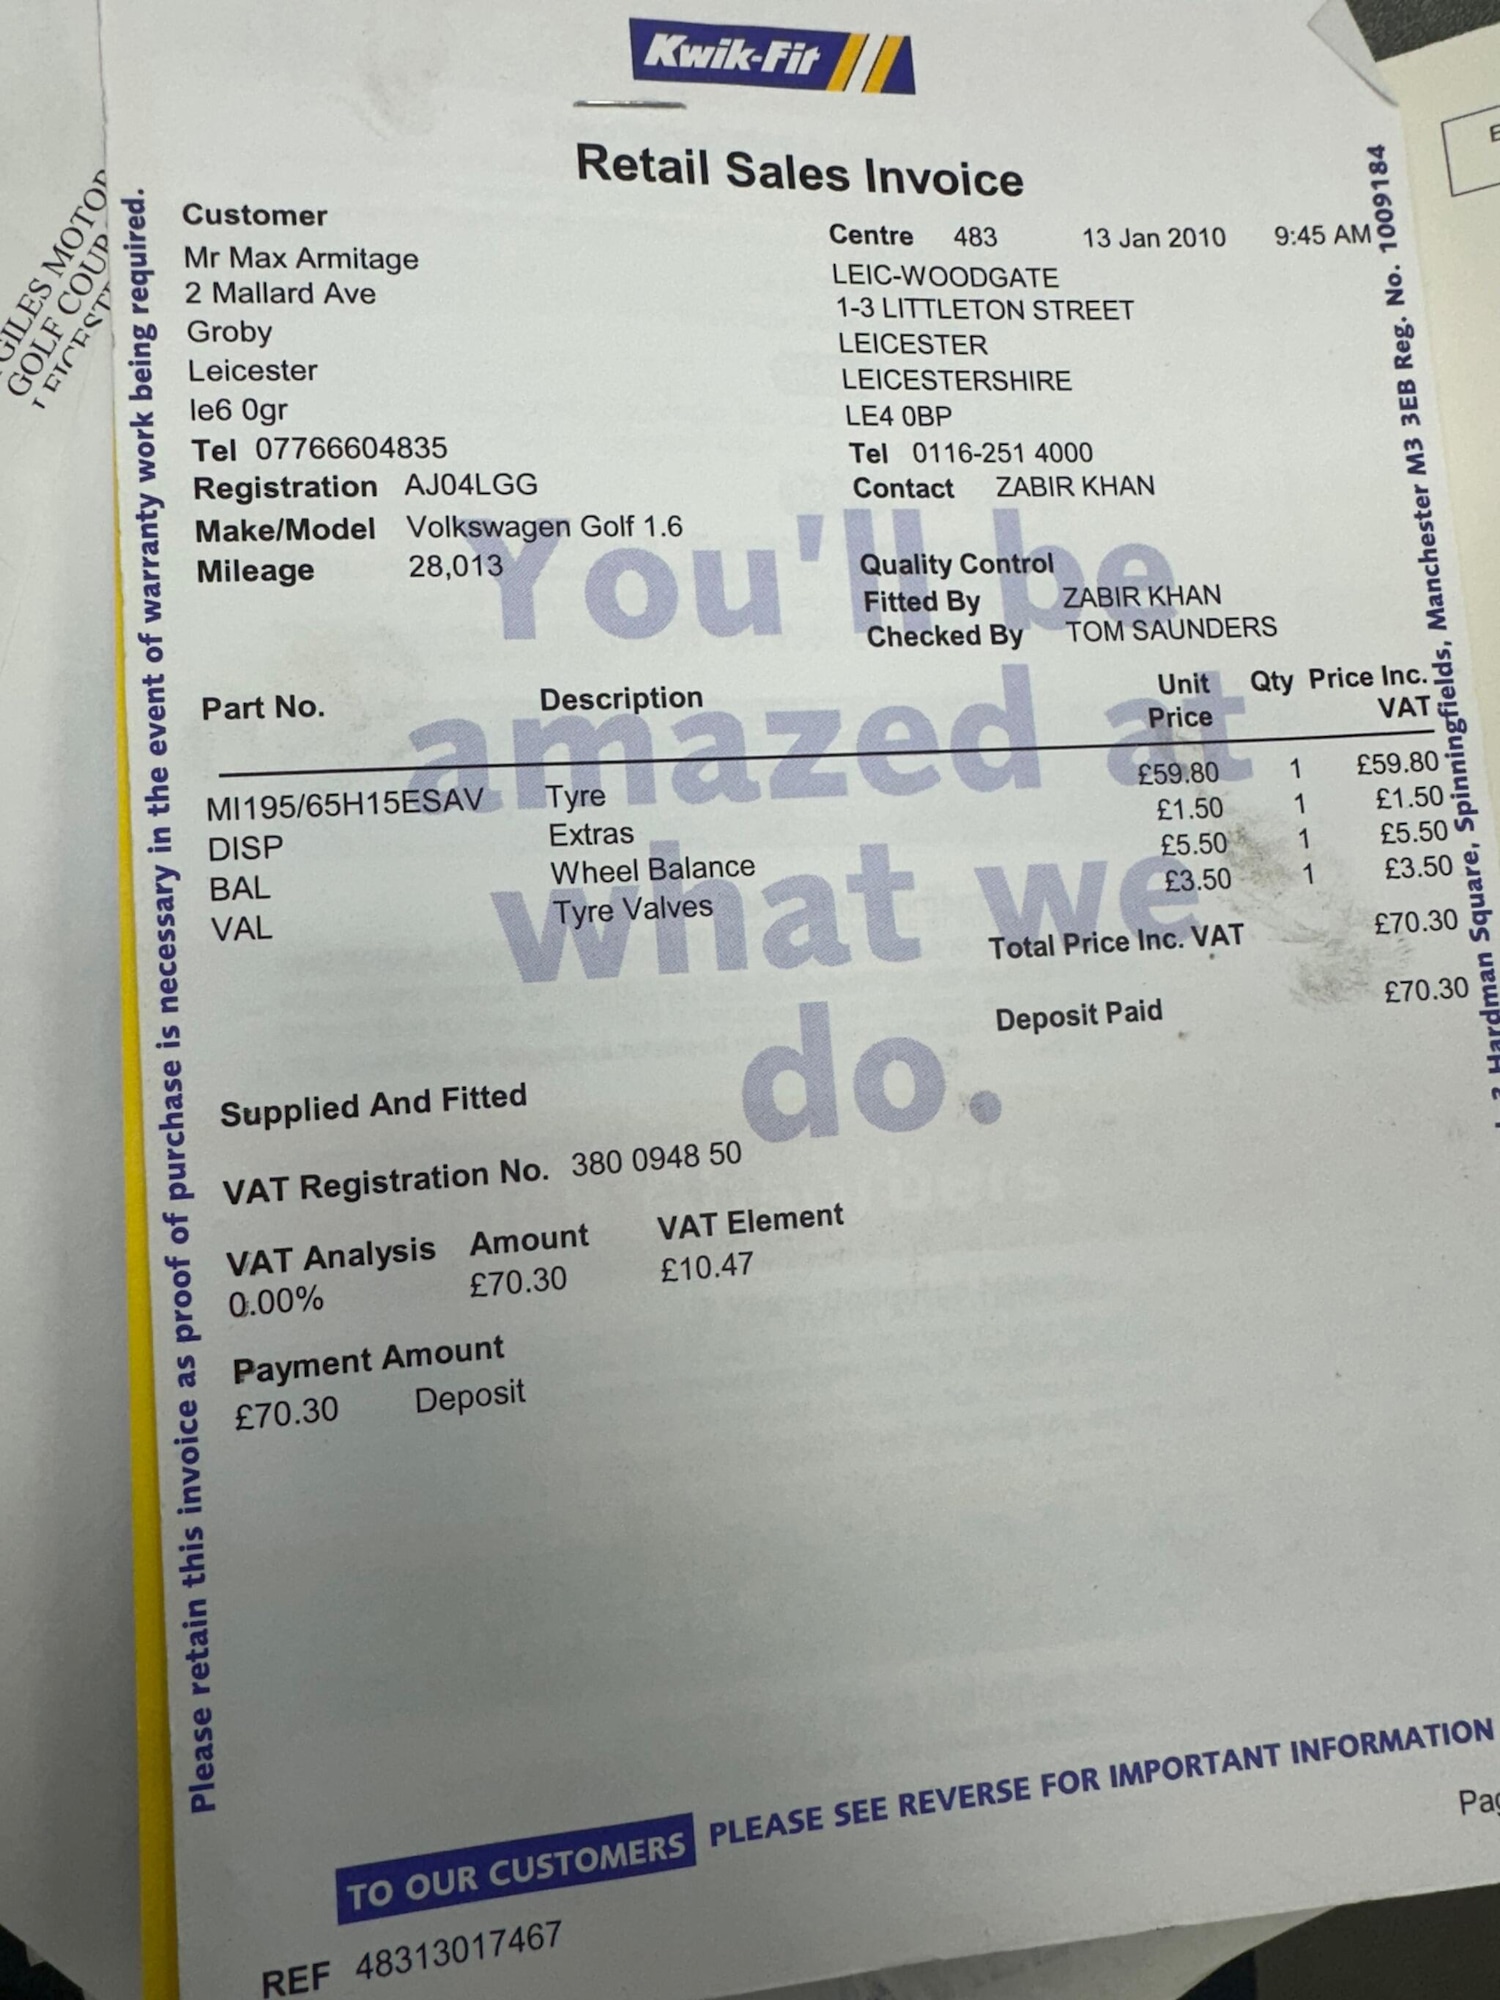 Kwik-Fit
Retail Sales Invoice
Customer
Mr Max Armitage
2 Mallard Ave
Groby
Leicester
le6 0gr
Tel 07766604835
Registration AJ04LGG
Make/Model Volkswagen Golf 1.6
Mileage 28,013
Centre 483 13 Jan 2010 9:45 AM
LEIC-WOODGATE
1-3 LITTLETON STREET
LEICESTER
LEICESTERSHIRE
LE4 0BP
Tel 0116-251 4000
Contact ZABIR KHAN
Quality Control
Fitted By ZABIR KHAN
Checked By TOM SAUNDERS
You'll be
amazed at
what we
do.
Part No. Description Unit Price Qty Price Inc. VAT
MI195/65H15ESAV Tyre £59.80 1 £59.80
DISP Extras £1.50 1 £1.50
BAL Wheel Balance £5.50 1 £5.50
VAL Tyre Valves £3.50 1 £3.50
Total Price Inc. VAT £70.30
Deposit Paid £70.30
Supplied And Fitted
VAT Registration No. 380 0948 50
VAT Analysis Amount VAT Element
0.00% £70.30 £10.47
Payment Amount
£70.30 Deposit
TO OUR CUSTOMERS PLEASE SEE REVERSE FOR IMPORTANT INFORMATION
REF 48313017467
Please retain this invoice as proof of purchase is necessary in the event of warranty work being required.
Hardman Square, Spinningfields, Manchester M3 3EB Reg. No. 1009184
GILES MOTOR
GOLF COUR
LEICEST